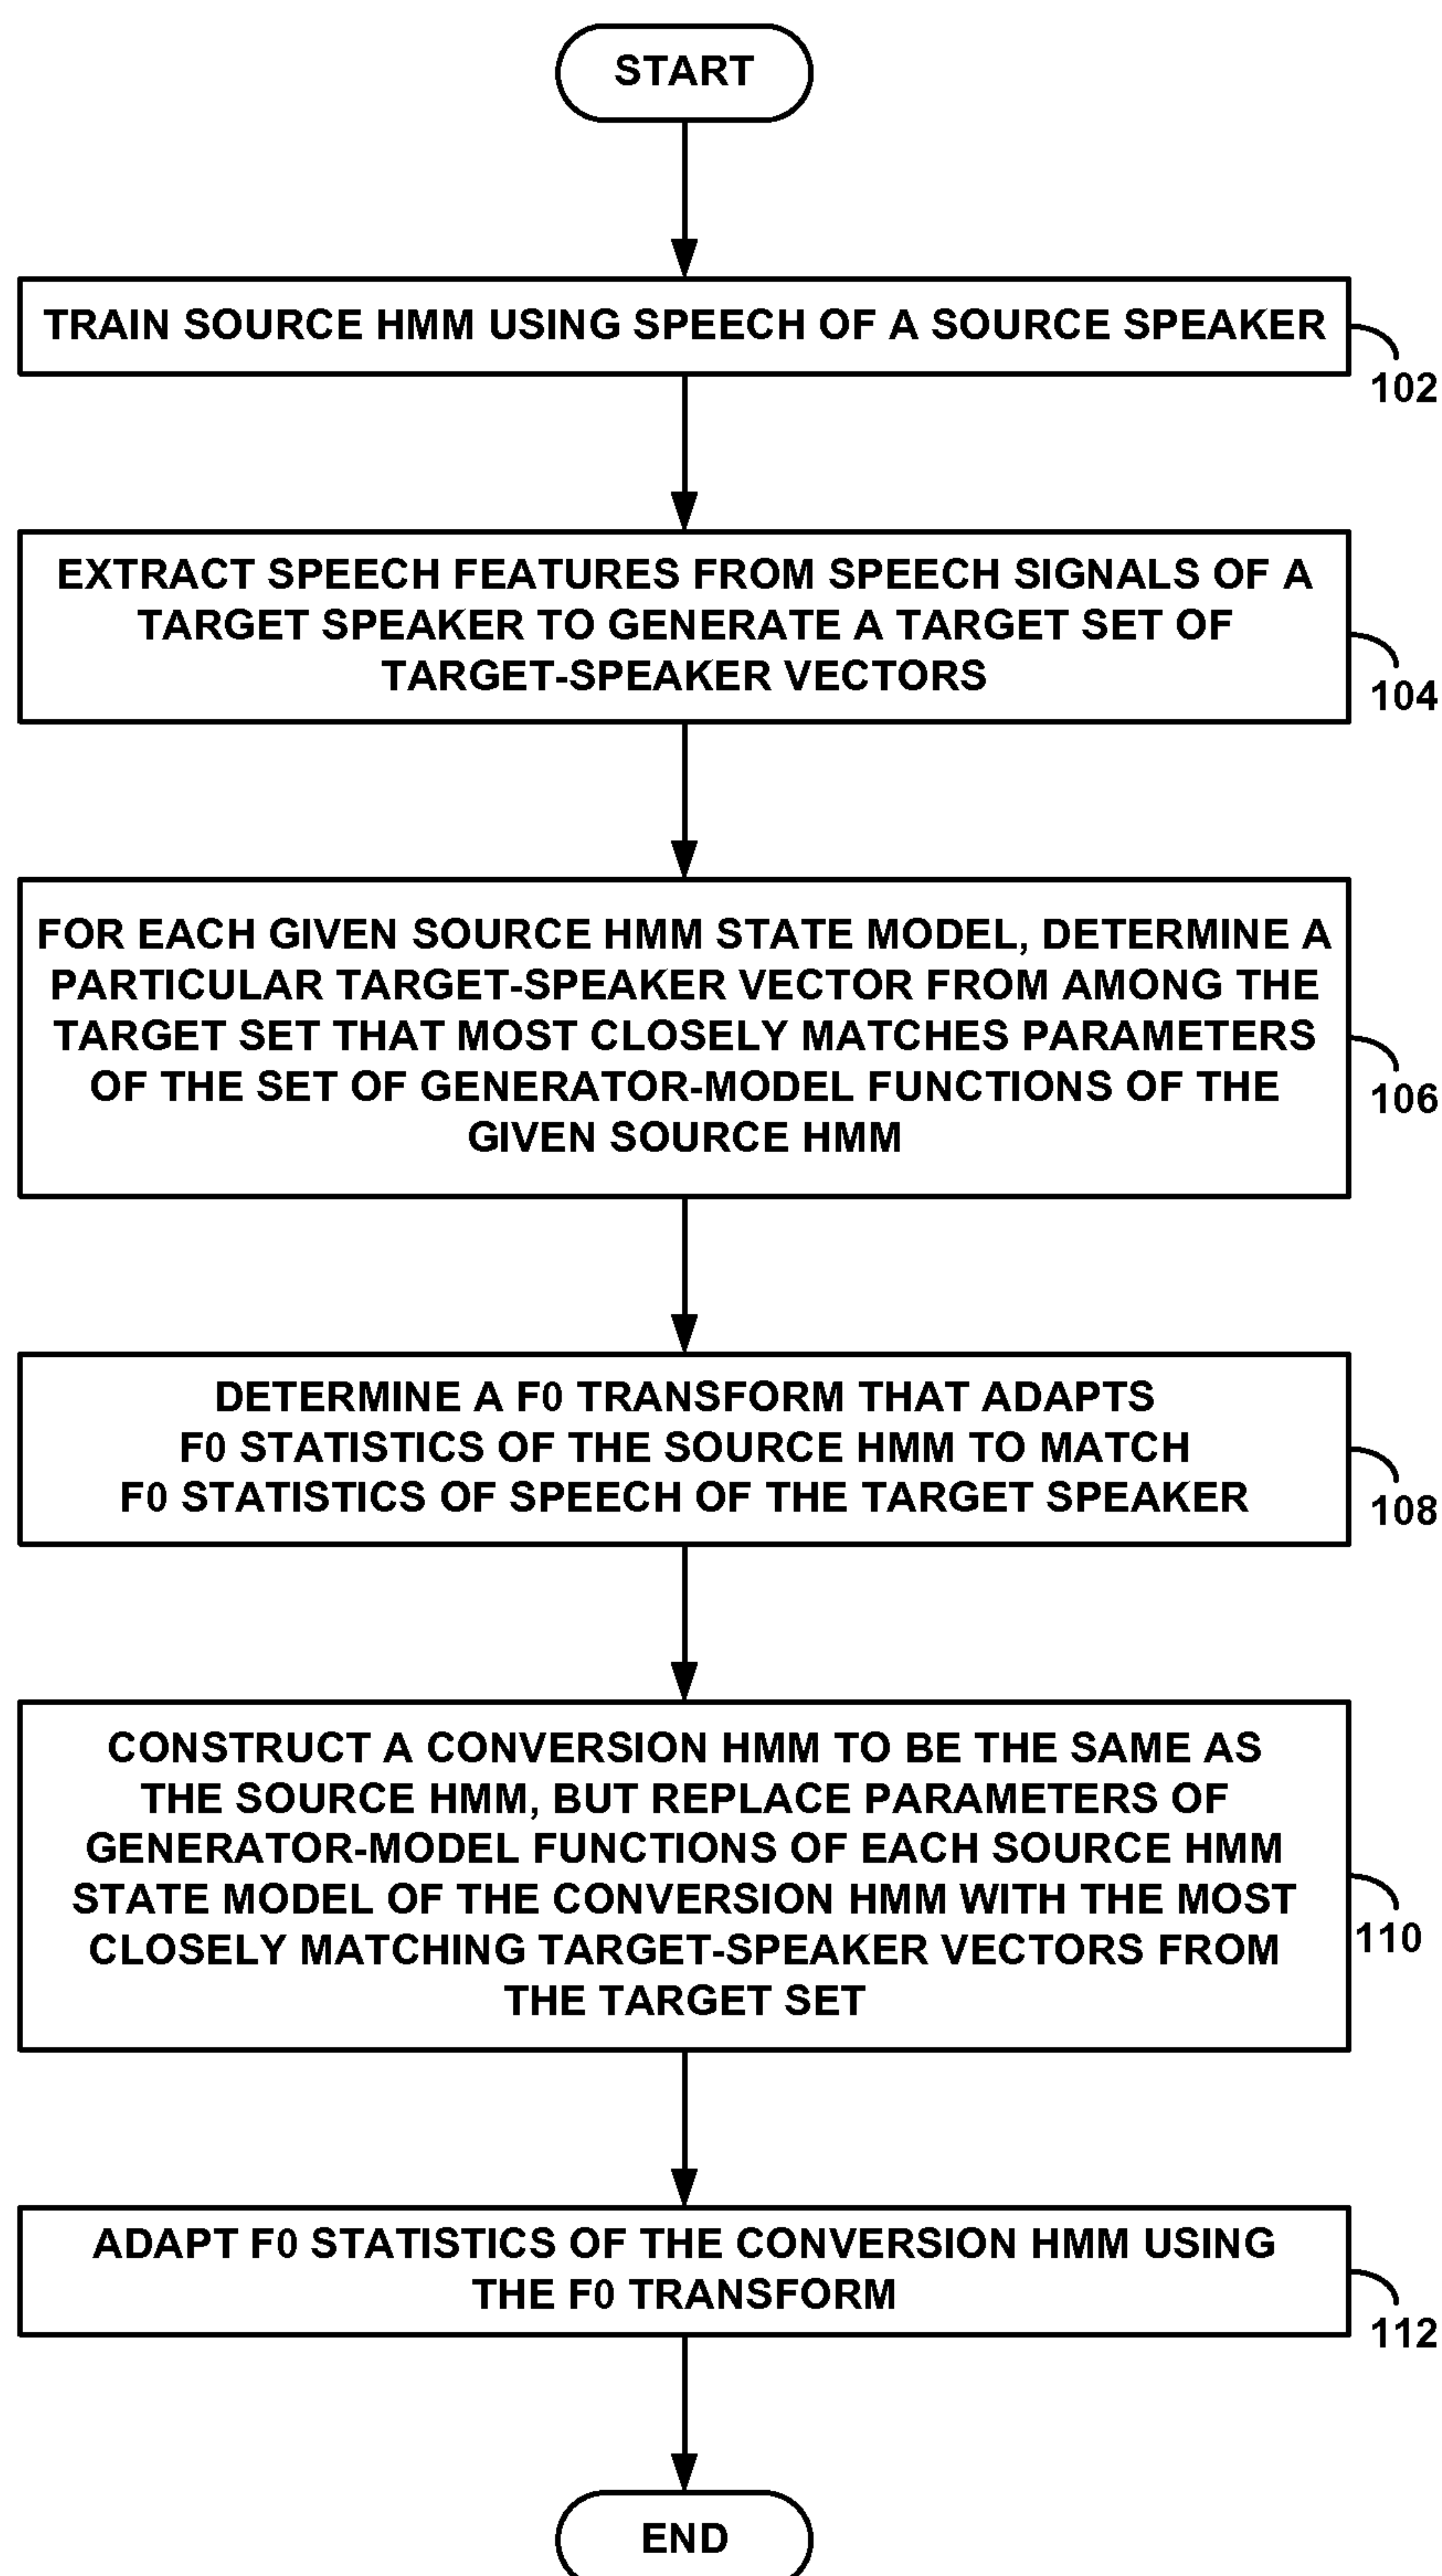 START
TRAIN SOURCE HMM USING SPEECH OF A SOURCE SPEAKER
102
EXTRACT SPEECH FEATURES FROM SPEECH SIGNALS OF A
TARGET SPEAKER TO GENERATE A TARGET SET OF
TARGET-SPEAKER VECTORS
104
FOR EACH GIVEN SOURCE HMM STATE MODEL, DETERMINE A
PARTICULAR TARGET-SPEAKER VECTOR FROM AMONG THE
TARGET SET THAT MOST CLOSELY MATCHES PARAMETERS
OF THE SET OF GENERATOR-MODEL FUNCTIONS OF THE
GIVEN SOURCE HMM
106
DETERMINE A F0 TRANSFORM THAT ADAPTS
F0 STATISTICS OF THE SOURCE HMM TO MATCH
F0 STATISTICS OF SPEECH OF THE TARGET SPEAKER
108
CONSTRUCT A CONVERSION HMM TO BE THE SAME AS
THE SOURCE HMM, BUT REPLACE PARAMETERS OF
GENERATOR-MODEL FUNCTIONS OF EACH SOURCE HMM
STATE MODEL OF THE CONVERSION HMM WITH THE MOST
CLOSELY MATCHING TARGET-SPEAKER VECTORS FROM
THE TARGET SET
110
ADAPT F0 STATISTICS OF THE CONVERSION HMM USING
THE F0 TRANSFORM
112
END